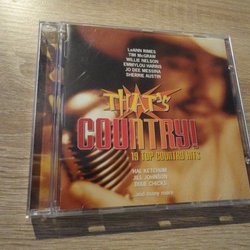 LeANN RIMES
TIM McGRAW
WILLIE NELSON
EMMYLOU HARRIS
JO DEE MESSINA
SHERRIE AUSTIN
THAT'S
COUNTRY!
19 TOP COUNTRY HITS
HAL KETCHUM
JILL JOHNSON
DIXIE CHICKS
...and many more